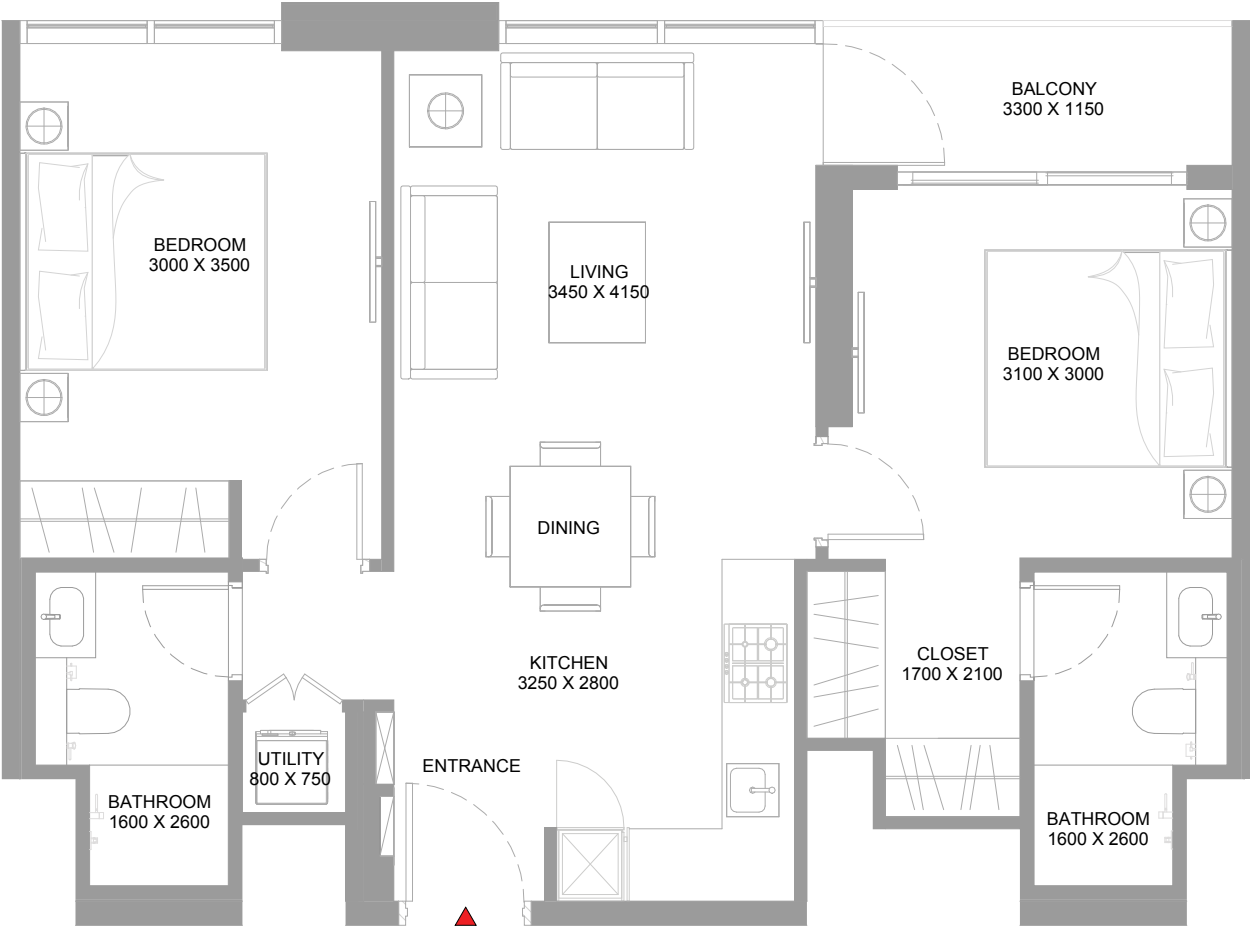 BALCONY
3300 X 1150
BEDROOM
3000 X 3500
LIVING
3450 X 4150
BEDROOM
3100 X 3000
DINING
KITCHEN
3250 X 2800
CLOSET
1700 X 2100
UTILITY
800 X 750
ENTRANCE
BATHROOM
1600 X 2600
BATHROOM
1600 X 2600